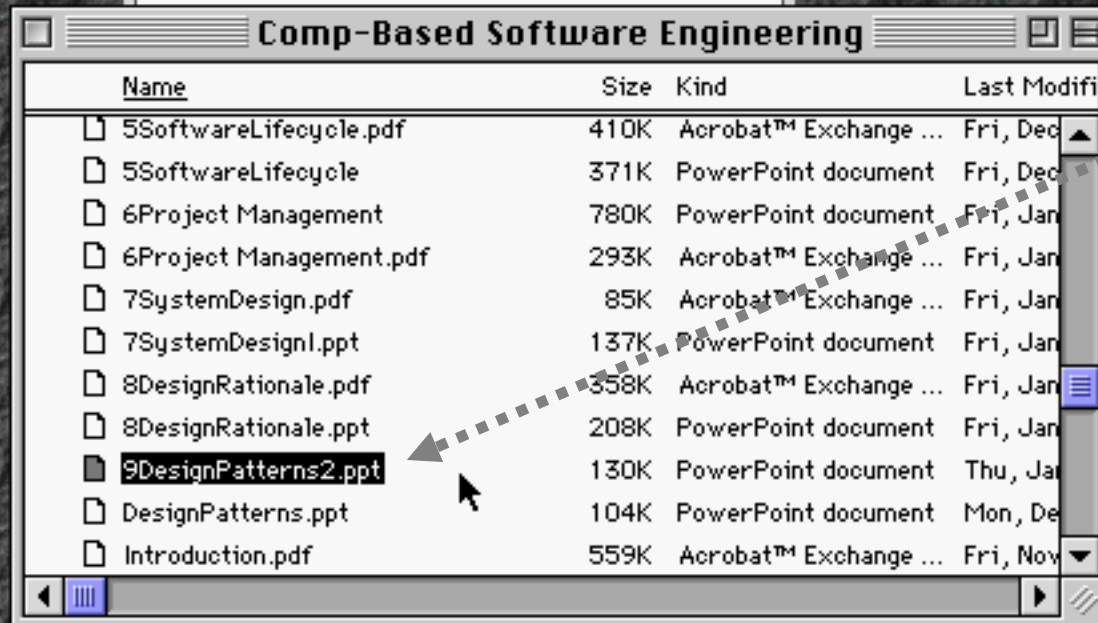 Comp-Based Software Engineering
Name Size Kind Last Modifi
5SoftwareLifecycle.pdf 410K Acrobat™ Exchange ... Fri, Dec
5SoftwareLifecycle 371K PowerPoint document Fri, Dec
6Project Management 780K PowerPoint document Fri, Jan
6Project Management.pdf 293K Acrobat™ Exchange ... Fri, Jan
7SystemDesign.pdf 85K Acrobat™ Exchange ... Fri, Jan
7SystemDesignI.ppt 137K PowerPoint document Fri, Jan
8DesignRationale.pdf 358K Acrobat™ Exchange ... Fri, Jan
8DesignRationale.ppt 208K PowerPoint document Fri, Jan
9DesignPatterns2.ppt 130K PowerPoint document Thu, Jan
DesignPatterns.ppt 104K PowerPoint document Mon, De
Introduction.pdf 559K Acrobat™ Exchange ... Fri, Nov